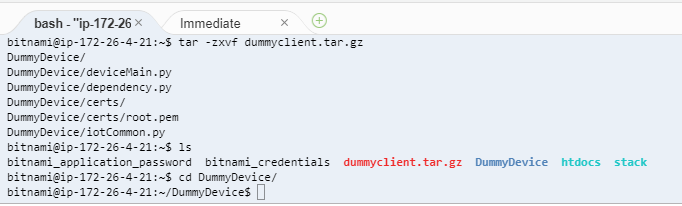 bash - "ip-172-26 × Immediate ×
bitnami@ip-172-26-4-21:~$ tar -zxvf dummyclient.tar.gz
DummyDevice/
DummyDevice/deviceMain.py
DummyDevice/dependency.py
DummyDevice/certs/
DummyDevice/certs/root.pem
DummyDevice/iotCommon.py
bitnami@ip-172-26-4-21:~$ ls
bitnami_application_password bitnami_credentials dummyclient.tar.gz DummyDevice htdocs stack
bitnami@ip-172-26-4-21:~$ cd DummyDevice/
bitnami@ip-172-26-4-21:~/DummyDevice$